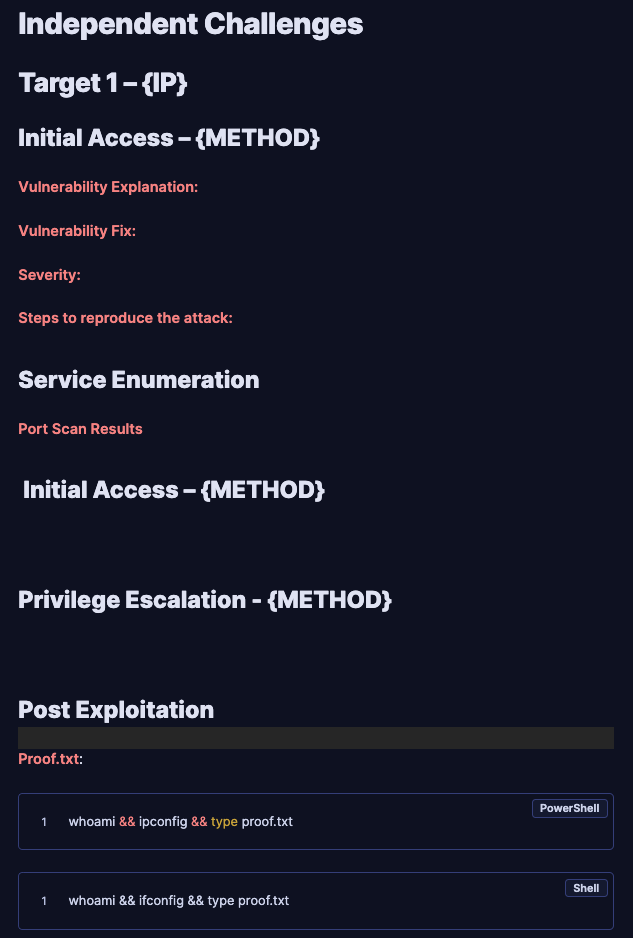 Independent Challenges
Target 1 – {IP}
Initial Access – {METHOD}
Vulnerability Explanation:
Vulnerability Fix:
Severity:
Steps to reproduce the attack:
Service Enumeration
Port Scan Results
Initial Access – {METHOD}
Privilege Escalation - {METHOD}
Post Exploitation
Proof.txt:
PowerShell
1 whoami && ipconfig && type proof.txt
Shell
1 whoami && ifconfig && type proof.txt